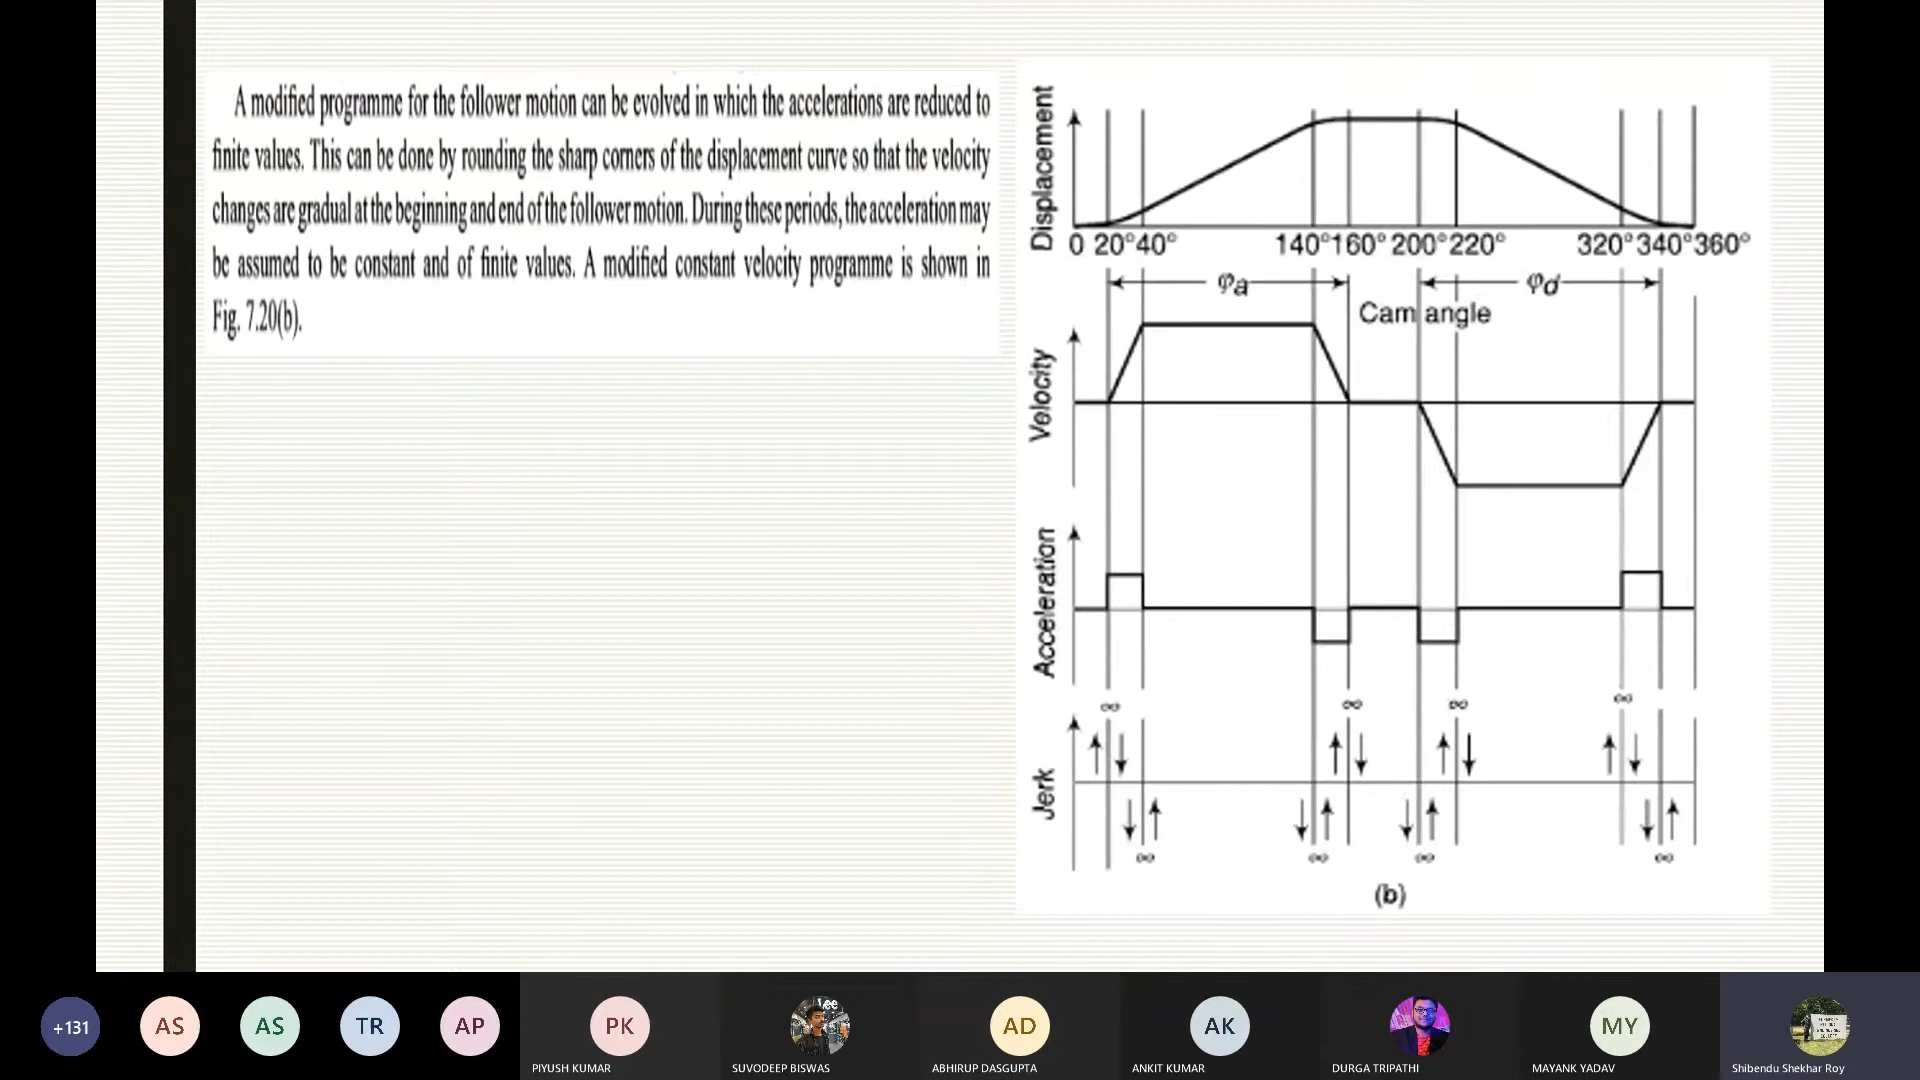 A modified programme for the follower motion can be evolved in which the accelerations are reduced to
finite values. This can be done by rounding the sharp corners of the displacement curve so that the velocity
changes are gradual at the beginning and end of the follower motion. During these periods, the acceleration may
be assumed to be constant and of finite values. A modified constant velocity programme is shown in
Fig. 7.20(b).
Displacement
0 20° 40° 140° 160° 200° 220° 320° 340° 360°
φa φd
Cam angle
Velocity
Acceleration
∞ ∞ ∞ ∞
Jerk
∞ ∞ ∞ ∞
(b)
+131 AS AS TR AP PK AD AK MY
PIYUSH KUMAR SUVODEEP BISWAS ABHIRUP DASGUPTA ANKIT KUMAR DURGA TRIPATHI MAYANK YADAV Shibendu Shekhar Roy